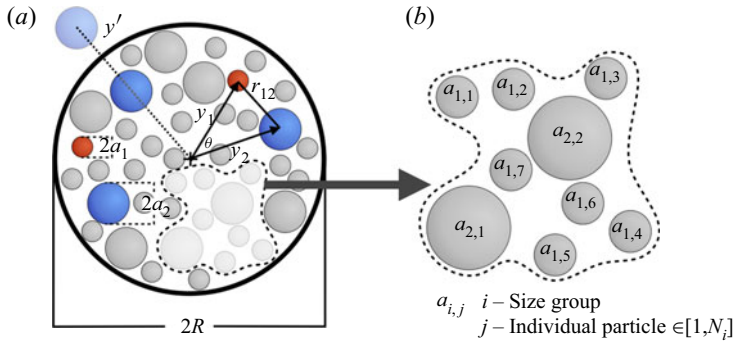 (a)
(b)
y′
r₁₂
y₁
θ
y₂
2a₁
2a₂
2R
a₁,₁
a₁,₂
a₁,₃
a₂,₂
a₁,₇
a₁,₆
a₂,₁
a₁,₄
a₁,₅
aᵢ,ⱼ i – Size group
j – Individual particle ∈[1,Nᵢ]